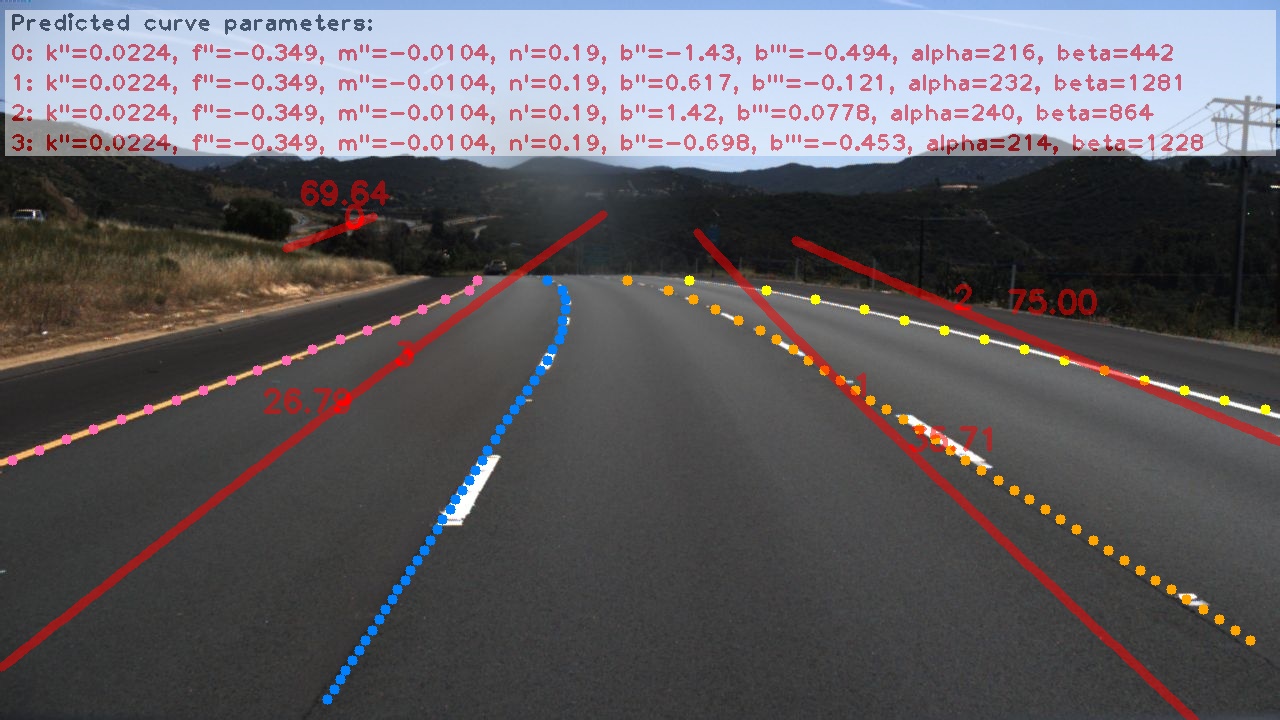 Predicted curve parameters:
0: k''=0.0224, f''=-0.349, m''=-0.0104, n'=0.19, b''=-1.43, b'''=-0.494, alpha=216, beta=442
1: k''=0.0224, f''=-0.349, m''=-0.0104, n'=0.19, b''=0.617, b'''=-0.121, alpha=232, beta=1281
2: k''=0.0224, f''=-0.349, m''=-0.0104, n'=0.19, b''=1.42, b'''=0.0778, alpha=240, beta=864
3: k''=0.0224, f''=-0.349, m''=-0.0104, n'=0.19, b''=-0.698, b'''=-0.453, alpha=214, beta=1228
69.64
0
2
75.00
3
26.79
1
35.71